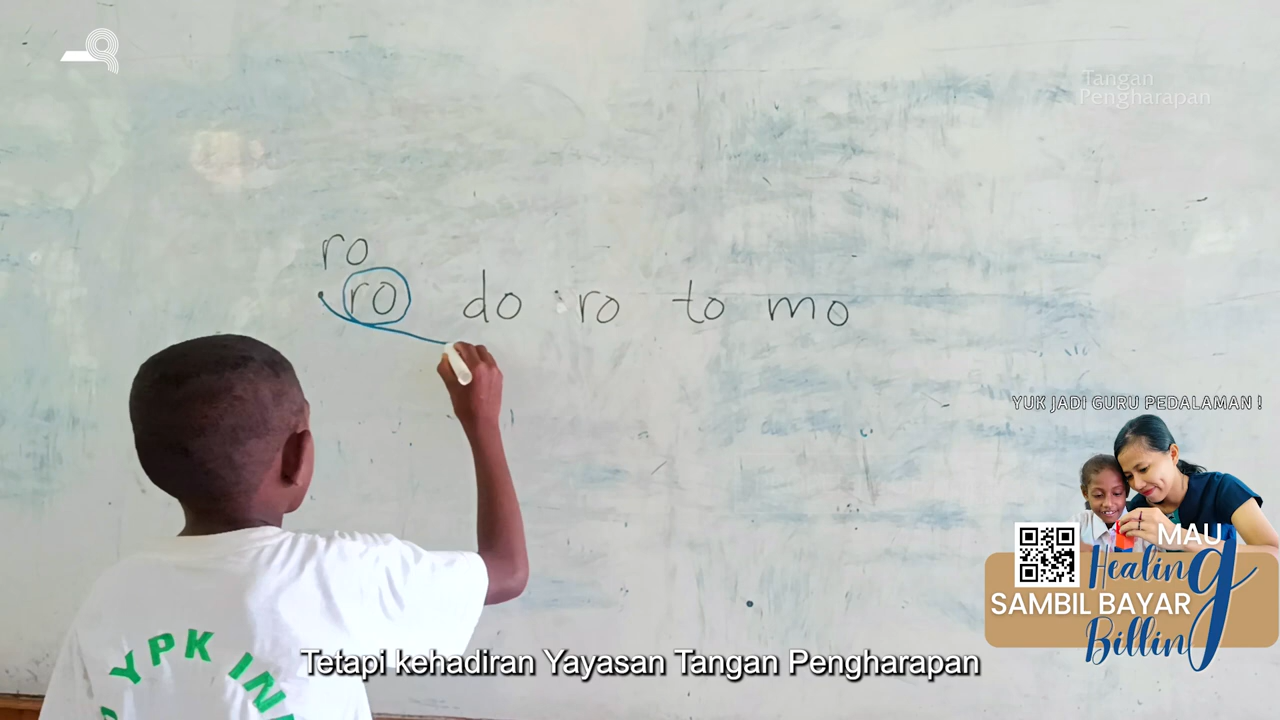 Tangan
Pengharapan
ro
ro do ro to mo
YUK JADI GURU PEDALAMAN !
MAU
Healing
SAMBIL BAYAR
Billing
YPK IN
Tetapi kehadiran Yayasan Tangan Pengharapan